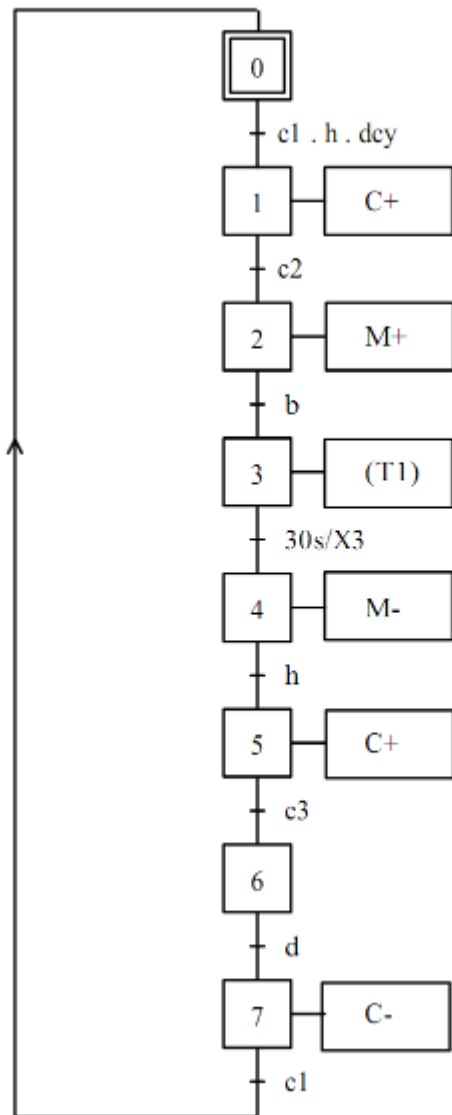 0
c1 . h . dcy
1 C+
c2
2 M+
b
3 (T1)
30s/X3
4 M-
h
5 C+
c3
6
d
7 C-
c1